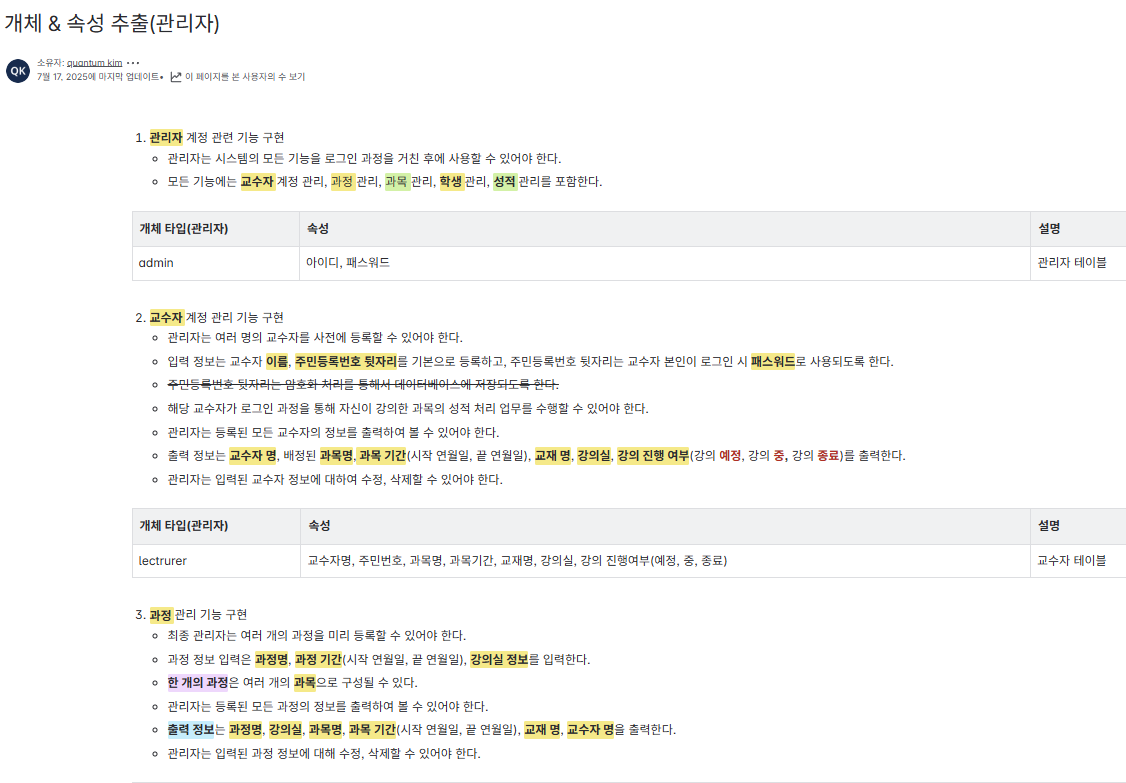 개체 & 속성 추출(관리자)
QK
소유자: quantum kim •••
7월 17, 2025에 마지막 업데이트• 이 페이지를 본 사용자의 수 보기
1. 관리자 계정 관련 기능 구현
관리자는 시스템의 모든 기능을 로그인 과정을 거친 후에 사용할 수 있어야 한다.
모든 기능에는 교수자 계정 관리, 과정 관리, 과목 관리, 학생 관리, 성적 관리를 포함한다.
개체 타입(관리자) 속성 설명
admin 아이디, 패스워드 관리자 테이블
2. 교수자 계정 관리 기능 구현
관리자는 여러 명의 교수자를 사전에 등록할 수 있어야 한다.
입력 정보는 교수자 이름, 주민등록번호 뒷자리를 기본으로 등록하고, 주민등록번호 뒷자리는 교수자 본인이 로그인 시 패스워드로 사용되도록 한다.
주민등록번호 뒷자리는 암호화 처리를 통해서 데이터베이스에 저장되도록 한다.
해당 교수자가 로그인 과정을 통해 자신이 강의한 과목의 성적 처리 업무를 수행할 수 있어야 한다.
관리자는 등록된 모든 교수자의 정보를 출력하여 볼 수 있어야 한다.
출력 정보는 교수자 명, 배정된 과목명, 과목 기간(시작 연월일, 끝 연월일), 교재 명, 강의실, 강의 진행 여부(강의 예정, 강의 중, 강의 종료)를 출력한다.
관리자는 입력된 교수자 정보에 대하여 수정, 삭제할 수 있어야 한다.
개체 타입(관리자) 속성 설명
lectrurer 교수자명, 주민번호, 과목명, 과목기간, 교재명, 강의실, 강의 진행여부(예정, 중, 종료) 교수자 테이블
3. 과정 관리 기능 구현
최종 관리자는 여러 개의 과정을 미리 등록할 수 있어야 한다.
과정 정보 입력은 과정명, 과정 기간(시작 연월일, 끝 연월일), 강의실 정보를 입력한다.
한 개의 과정은 여러 개의 과목으로 구성될 수 있다.
관리자는 등록된 모든 과정의 정보를 출력하여 볼 수 있어야 한다.
출력 정보는 과정명, 강의실, 과목명, 과목 기간(시작 연월일, 끝 연월일), 교재 명, 교수자 명을 출력한다.
관리자는 입력된 과정 정보에 대해 수정, 삭제할 수 있어야 한다.